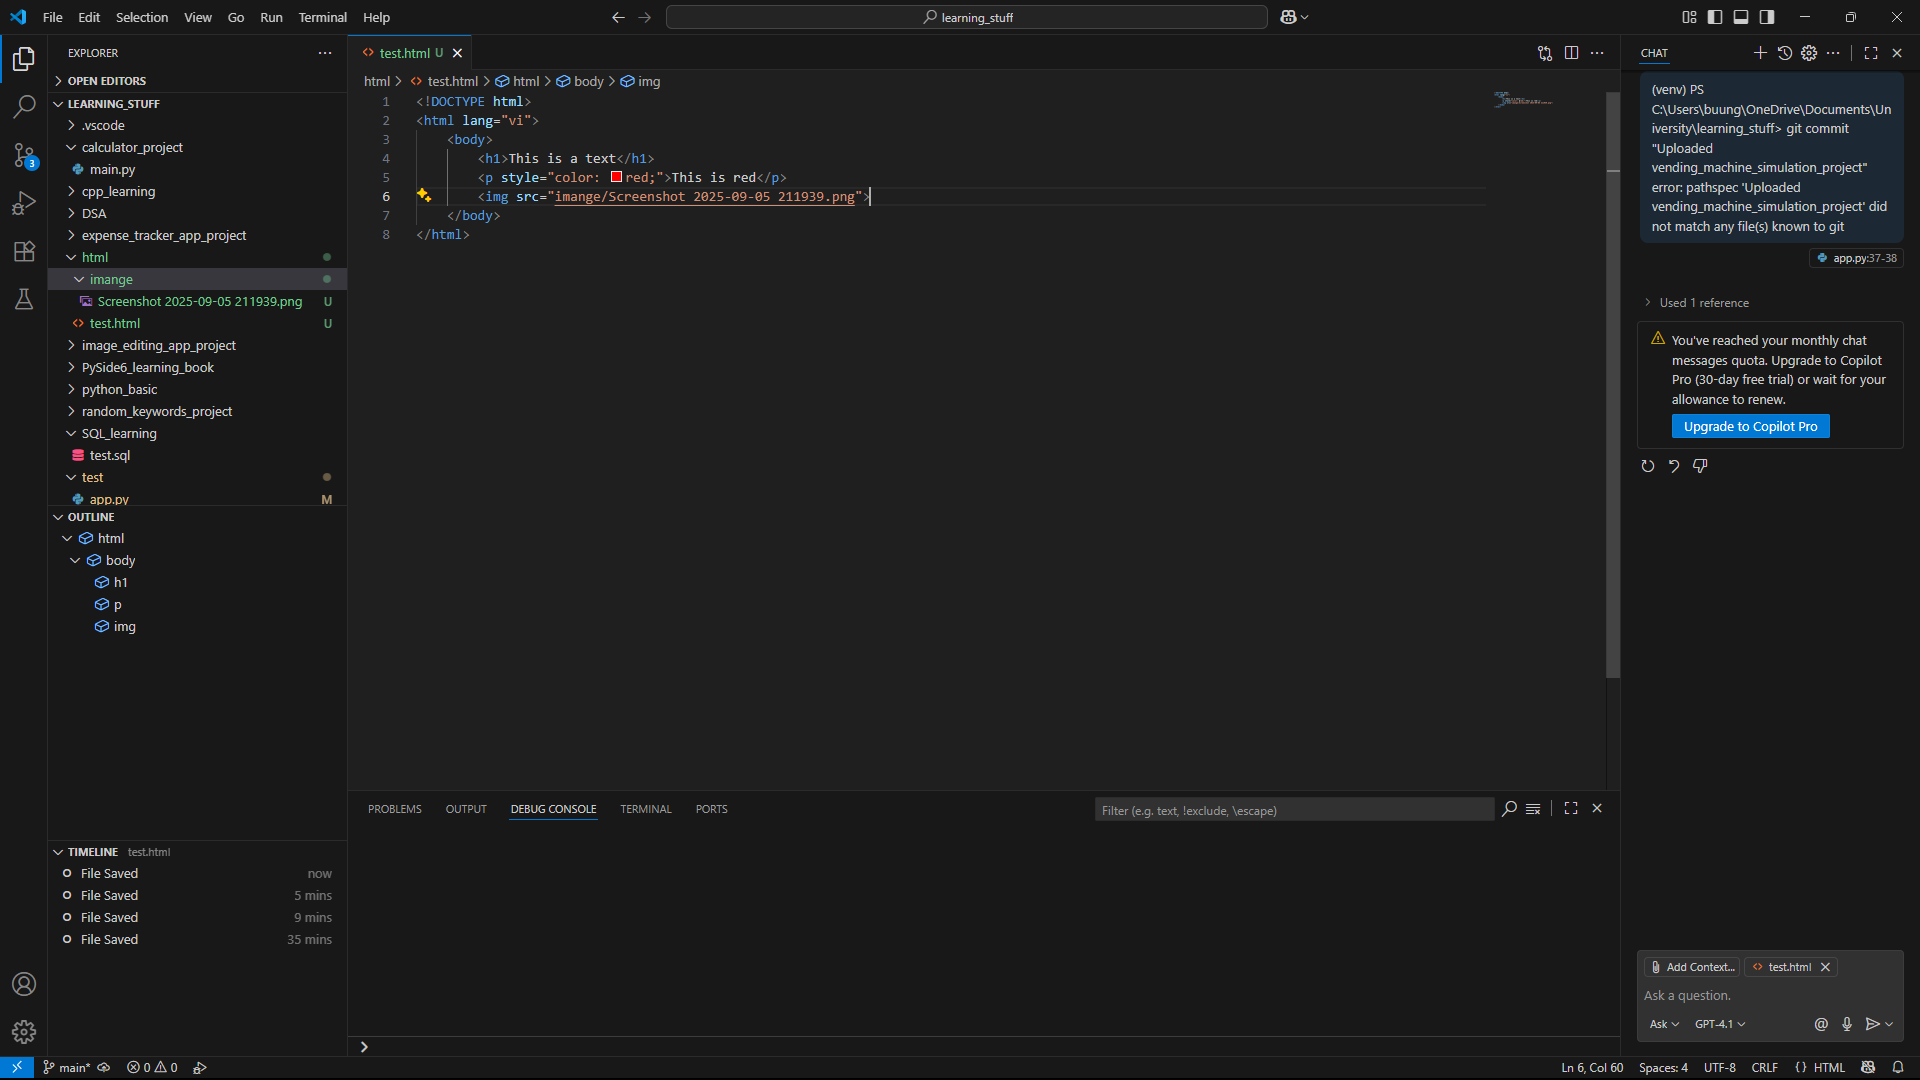 File Edit Selection View Go Run Terminal Help
learning_stuff
EXPLORER
OPEN EDITORS
LEARNING_STUFF
.vscode
calculator_project
main.py
cpp_learning
DSA
expense_tracker_app_project
html
imange
Screenshot 2025-09-05 211939.png U
test.html U
image_editing_app_project
PySide6_learning_book
python_basic
random_keywords_project
SQL_learning
test.sql
test
app.py M
OUTLINE
html
body
h1
p
img
TIMELINE test.html
File Saved now
File Saved 5 mins
File Saved 9 mins
File Saved 35 mins
3
test.html U
html > test.html > html > body > img
1 <!DOCTYPE html>
2 <html lang="vi">
3 <body>
4 <h1>This is a text</h1>
5 <p style="color: red;">This is red</p>
6 <img src="imange/Screenshot 2025-09-05 211939.png">
7 </body>
8 </html>
PROBLEMS OUTPUT DEBUG CONSOLE TERMINAL PORTS
Filter (e.g. text, !exclude, \escape)
CHAT
(venv) PS
C:\Users\buung\OneDrive\Documents\Un
iversity\learning_stuff> git commit
"Uploaded
vending_machine_simulation_project"
error: pathspec 'Uploaded
vending_machine_simulation_project' did
not match any file(s) known to git
app.py:37-38
Used 1 reference
You've reached your monthly chat
messages quota. Upgrade to Copilot
Pro (30-day free trial) or wait for your
allowance to renew.
Upgrade to Copilot Pro
Add Context... test.html
Ask a question.
Ask GPT-4.1
main* 0 0
Ln 6, Col 60 Spaces: 4 UTF-8 CRLF {} HTML